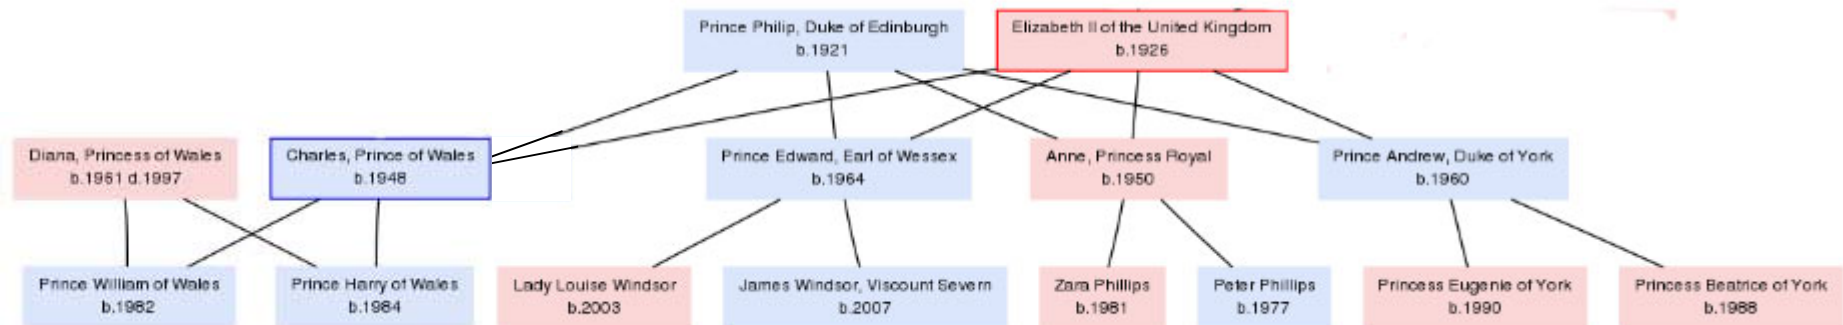 Prince Philip, Duke of Edinburgh
b.1921
Elizabeth II of the United Kingdom
b.1926
Diana, Princess of Wales
b.1961 d.1997
Charles, Prince of Wales
b.1948
Prince Edward, Earl of Wessex
b.1964
Anne, Princess Royal
b.1950
Prince Andrew, Duke of York
b.1960
Prince William of Wales
b.1982
Prince Harry of Wales
b.1984
Lady Louise Windsor
b.2003
James Windsor, Viscount Severn
b.2007
Zara Phillips
b.1981
Peter Phillips
b.1977
Princess Eugenie of York
b.1990
Princess Beatrice of York
b.1988